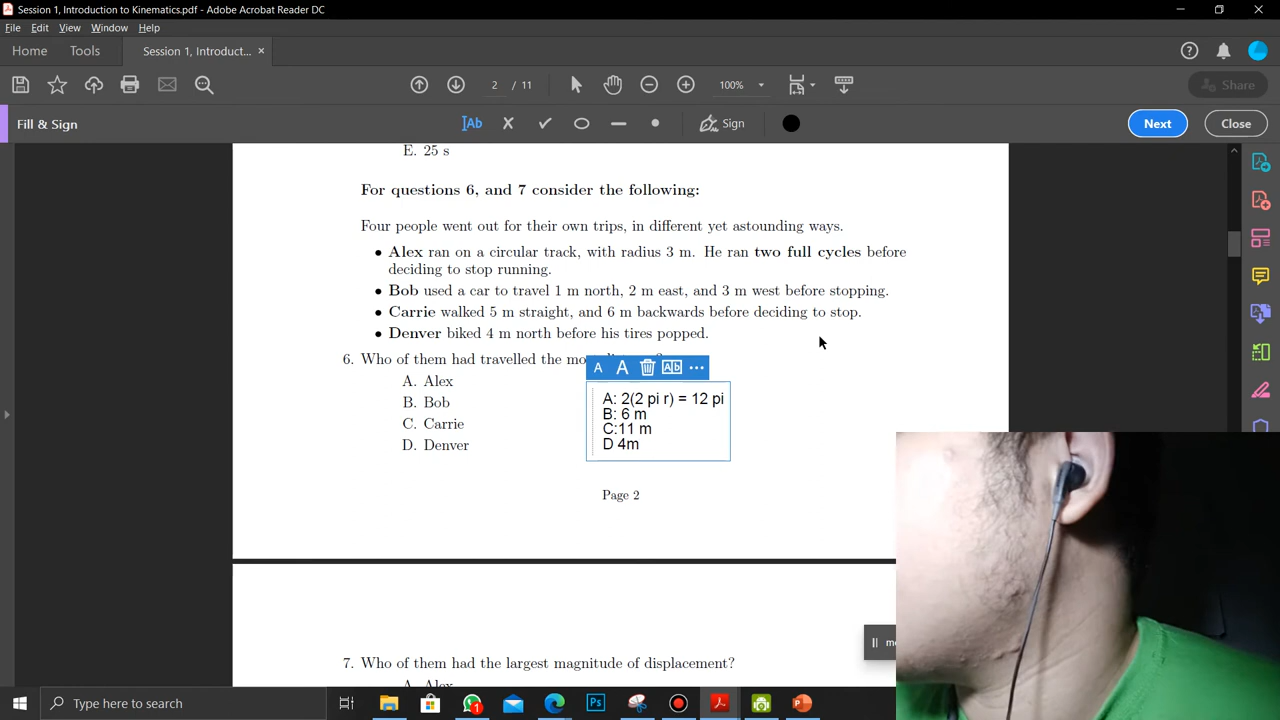 Session 1, Introduction to Kinematics.pdf - Adobe Acrobat Reader DC
File Edit View Window Help
Home Tools Session 1, Introduct... ×
2 / 11 100% Share
Fill & Sign Ab Sign Next Close
E. 25 s
For questions 6, and 7 consider the following:
Four people went out for their own trips, in different yet astounding ways.
• Alex ran on a circular track, with radius 3 m. He ran two full cycles before
deciding to stop running.
• Bob used a car to travel 1 m north, 2 m east, and 3 m west before stopping.
• Carrie walked 5 m straight, and 6 m backwards before deciding to stop.
• Denver biked 4 m north before his tires popped.
6. Who of them had travelled the
A A Ab ...
A. Alex
B. Bob
C. Carrie
D. Denver
A: 2(2 pi r) = 12 pi
B: 6 m
C:11 m
D 4m
Page 2
7. Who of them had the largest magnitude of displacement?
Type here to search
1
Ps